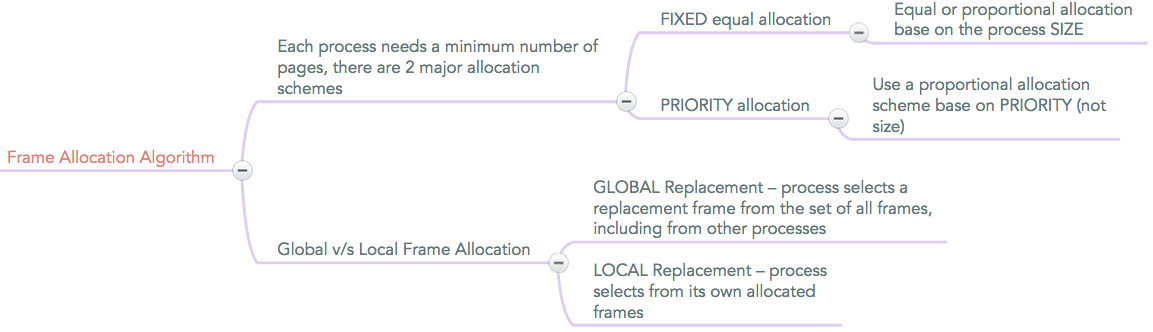 Frame Allocation Algorithm
Each process needs a minimum number of
pages, there are 2 major allocation
schemes
FIXED equal allocation
Equal or proportional allocation
base on the process SIZE
PRIORITY allocation
Use a proportional allocation
scheme base on PRIORITY (not
size)
Global v/s Local Frame Allocation
GLOBAL Replacement – process selects a
replacement frame from the set of all frames,
including from other processes
LOCAL Replacement – process
selects from its own allocated
frames